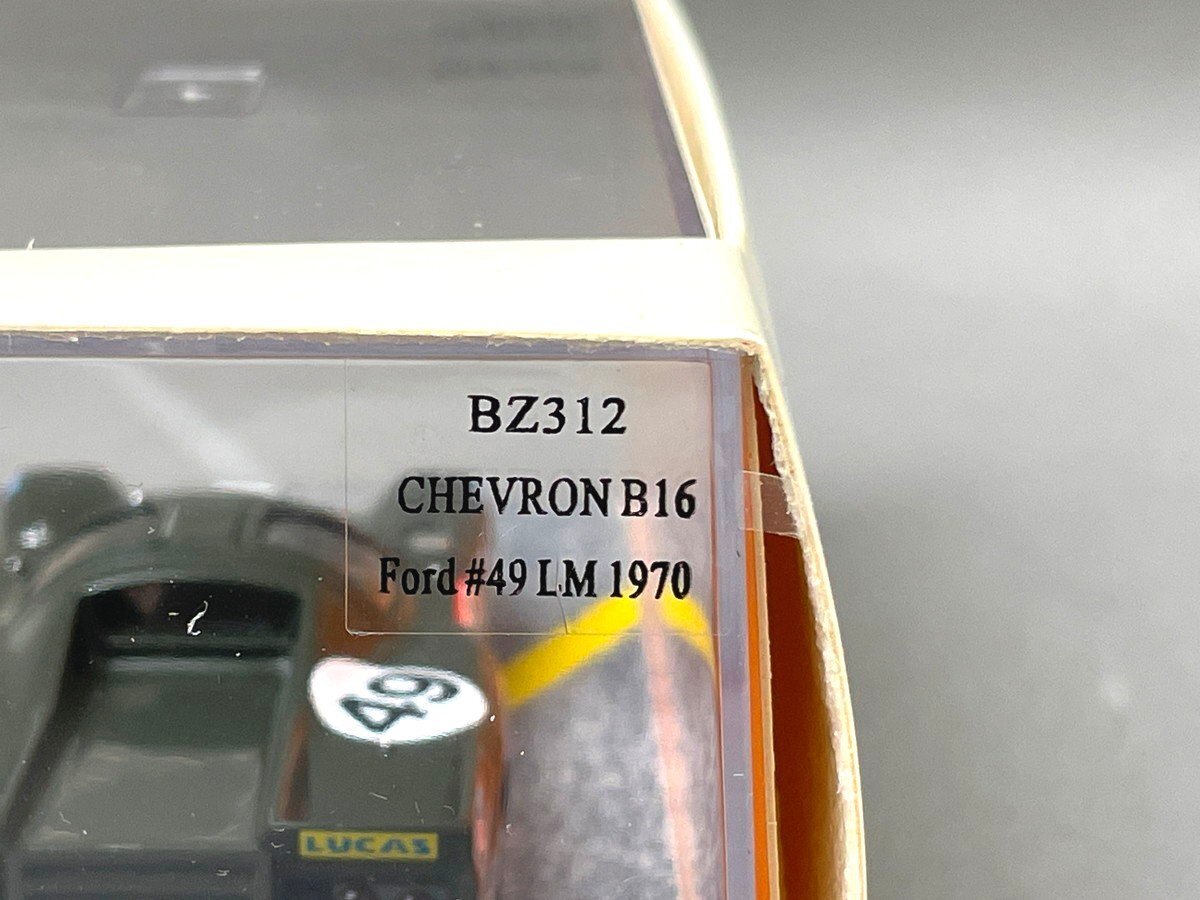 BZ312
CHEVRON B16
Ford #49 LM 1970
49
LUCAS